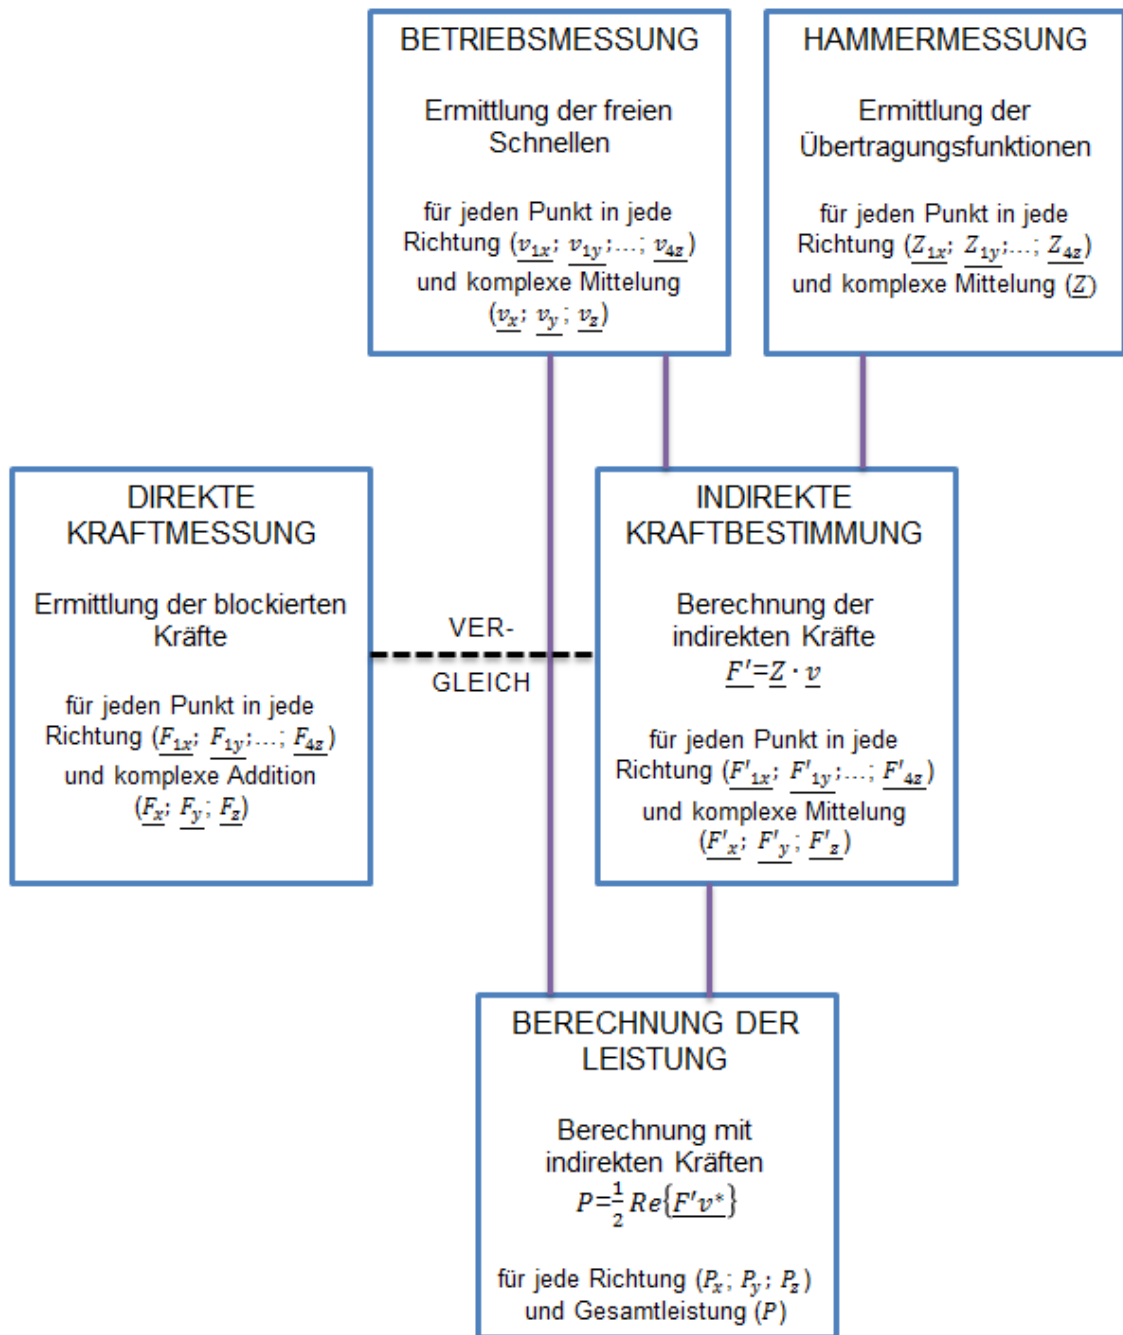 BETRIEBSMESSUNG
Ermittlung der freien
Schnellen
für jeden Punkt in jede
Richtung (v₁ₓ; v₁y;...; v₄z)
und komplexe Mittelung
(vₓ; vy; vz)
HAMMERMESSUNG
Ermittlung der
Übertragungsfunktionen
für jeden Punkt in jede
Richtung (Z₁ₓ; Z₁y;...; Z₄z)
und komplexe Mittelung (Z)
DIREKTE
KRAFTMESSUNG
Ermittlung der blockierten
Kräfte
für jeden Punkt in jede
Richtung (F₁ₓ; F₁y;...; F₄z)
und komplexe Addition
(Fₓ; Fy; Fz)
VER-
GLEICH
INDIREKTE
KRAFTBESTIMMUNG
Berechnung der
indirekten Kräfte
F'=Z · v
für jeden Punkt in jede
Richtung (F'₁ₓ; F'₁y;...; F'₄z)
und komplexe Mittelung
(F'ₓ; F'y; F'z)
BERECHNUNG DER
LEISTUNG
Berechnung mit
indirekten Kräften
P=½ Re{F'v*}
für jede Richtung (Pₓ; Py; Pz)
und Gesamtleistung (P)